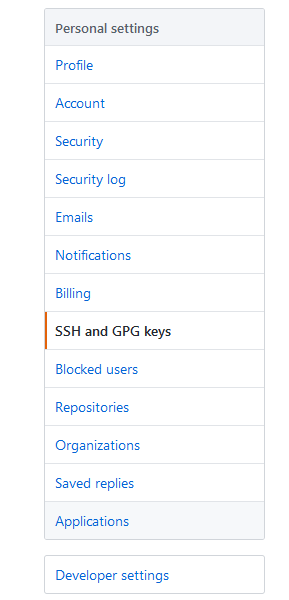 Personal settings
Profile
Account
Security
Security log
Emails
Notifications
Billing
SSH and GPG keys
Blocked users
Repositories
Organizations
Saved replies
Applications
Developer settings